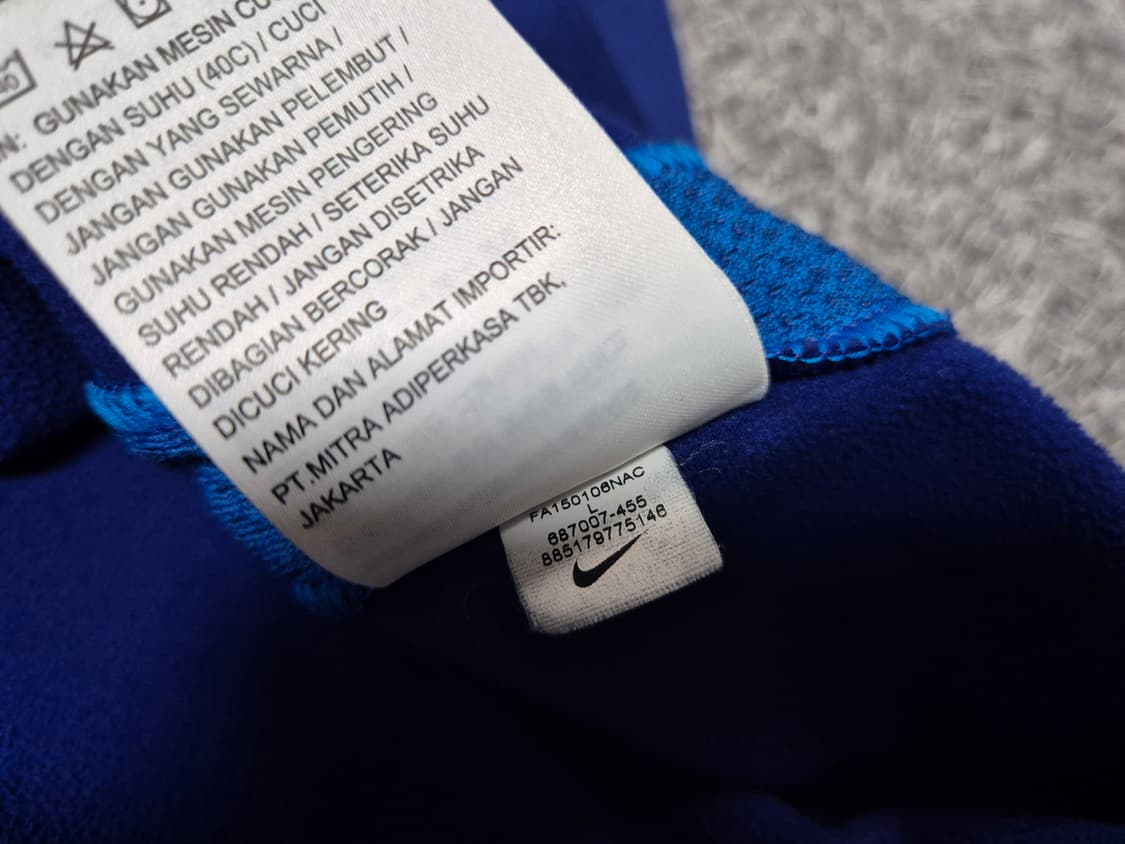 40
N: GUNAKAN MESIN CU
DENGAN SUHU (40C) / CUCI
DENGAN YANG SEWARNA /
JANGAN GUNAKAN PELEMBUT /
JANGAN GUNAKAN PEMUTIH /
GUNAKAN MESIN PENGERING
SUHU RENDAH / SETERIKA SUHU
RENDAH / JANGAN DISETRIKA
DIBAGIAN BERCORAK / JANGAN
DICUCI KERING
NAMA DAN ALAMAT IMPORTIR:
PT.MITRA ADIPERKASA TBK,
JAKARTA
FA150108NAC
L
687007-455
885179775146